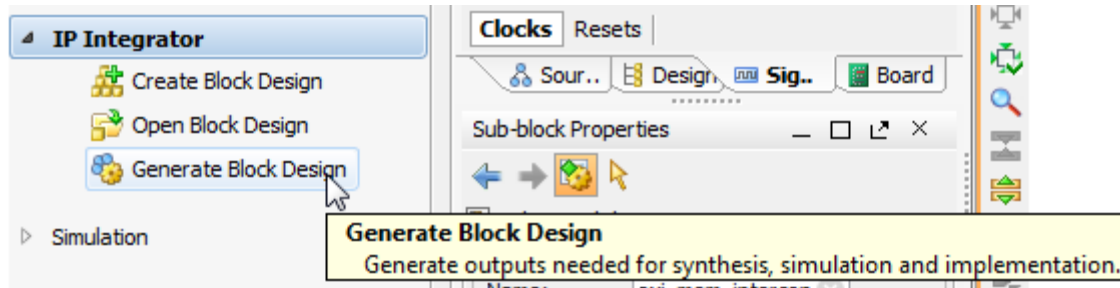 IP Integrator
Create Block Design
Open Block Design
Generate Block Design
Simulation
Clocks Resets
Sour.. Design Sig.. Board
Sub-block Properties
Generate Block Design
Generate outputs needed for synthesis, simulation and implementation.